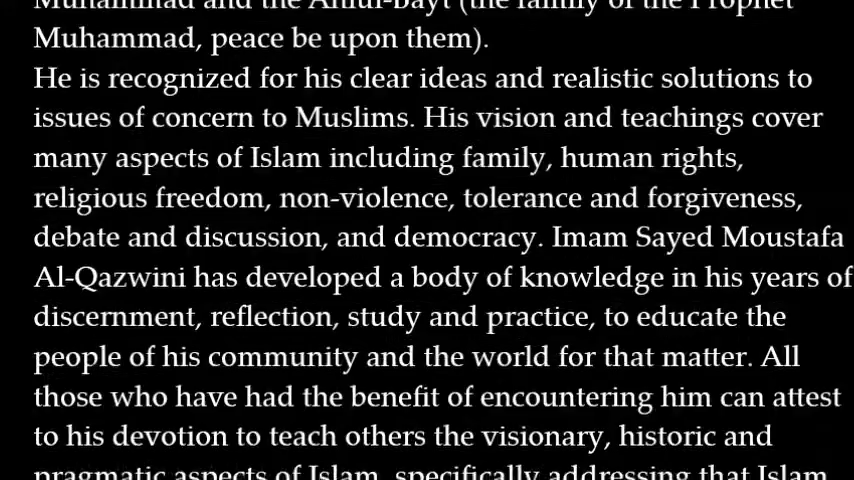 Muhammad and the Ahlul-Bayt (the family of the Prophet
Muhammad, peace be upon them).
He is recognized for his clear ideas and realistic solutions to
issues of concern to Muslims. His vision and teachings cover
many aspects of Islam including family, human rights,
religious freedom, non-violence, tolerance and forgiveness,
debate and discussion, and democracy. Imam Sayed Moustafa
Al-Qazwini has developed a body of knowledge in his years of
discernment, reflection, study and practice, to educate the
people of his community and the world for that matter. All
those who have had the benefit of encountering him can attest
to his devotion to teach others the visionary, historic and
pragmatic aspects of Islam, specifically addressing that Islam